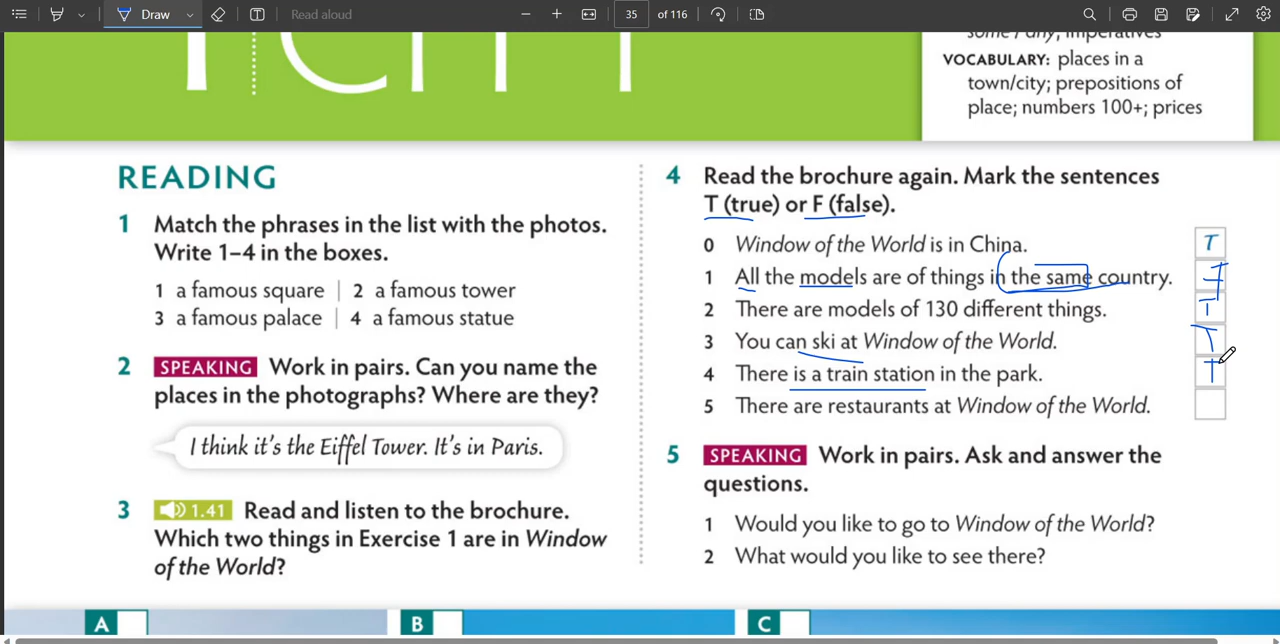 Draw
Read aloud
35 of 116
some / any; imperatives
VOCABULARY: places in a
town/city; prepositions of
place; numbers 100+; prices
READING
1 Match the phrases in the list with the photos.
Write 1–4 in the boxes.
1 a famous square | 2 a famous tower
3 a famous palace | 4 a famous statue
2 SPEAKING Work in pairs. Can you name the
places in the photographs? Where are they?
I think it's the Eiffel Tower. It's in Paris.
3 1.41 Read and listen to the brochure.
Which two things in Exercise 1 are in Window
of the World?
4 Read the brochure again. Mark the sentences
T (true) or F (false).
0 Window of the World is in China. T
1 All the models are of things in the same country. F
2 There are models of 130 different things. T
3 You can ski at Window of the World. T
4 There is a train station in the park. T
5 There are restaurants at Window of the World.
5 SPEAKING Work in pairs. Ask and answer the
questions.
1 Would you like to go to Window of the World?
2 What would you like to see there?
A
B
C